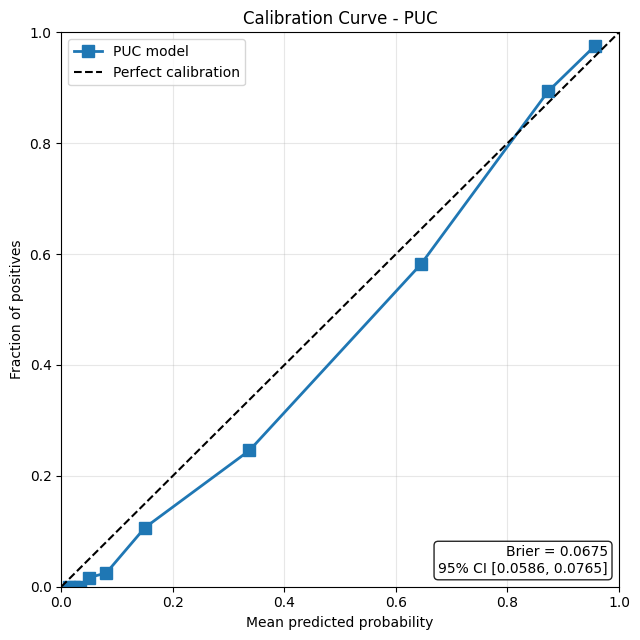 Calibration Curve - PUC
PUC model
Perfect calibration
1.0
0.8
0.6
0.4
0.2
0.0
Fraction of positives
Brier = 0.0675
95% CI [0.0586, 0.0765]
0.0 0.2 0.4 0.6 0.8 1.0
Mean predicted probability